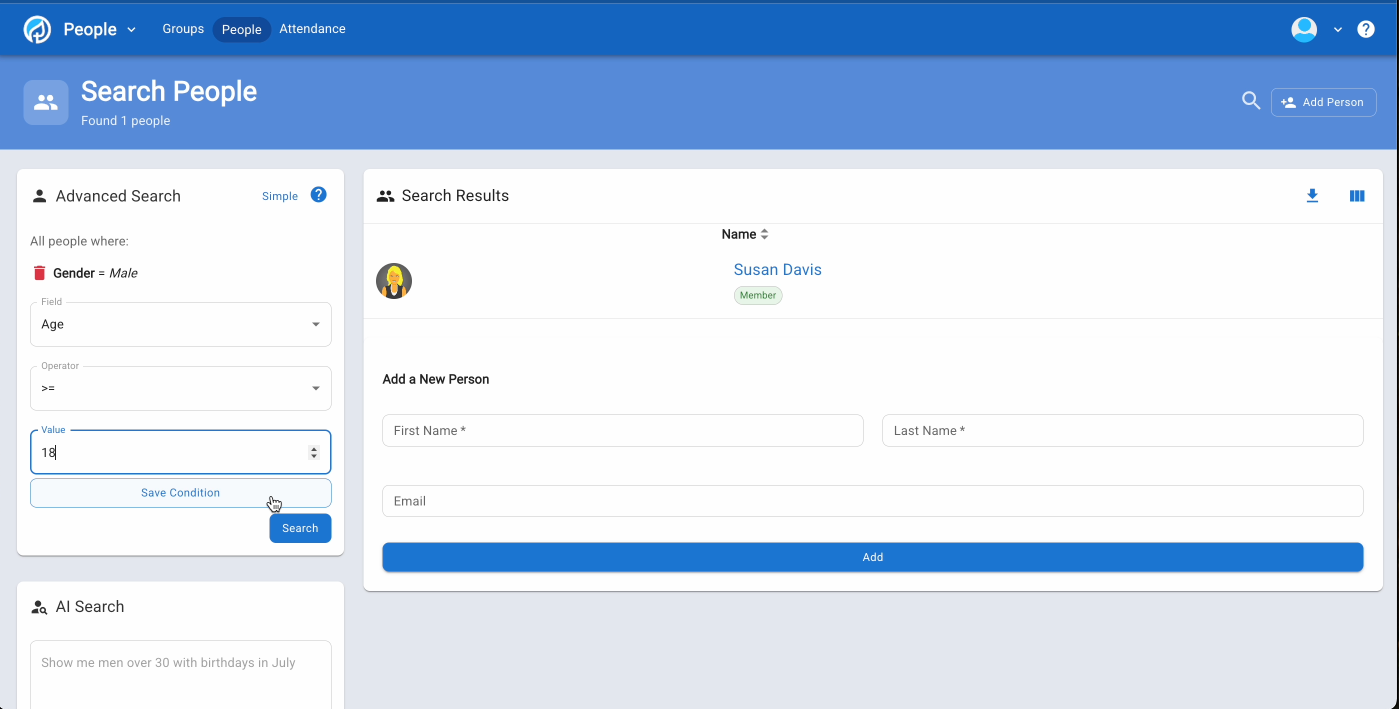 People Groups People Attendance
Search People
Found 1 people
Add Person
Advanced Search Simple
All people where:
Gender = Male
Field
Age
Operator
>=
Value
18
Save Condition
Search
AI Search
Show me men over 30 with birthdays in July
Search Results
Name
Susan Davis
Member
Add a New Person
First Name * Last Name *
Email
Add